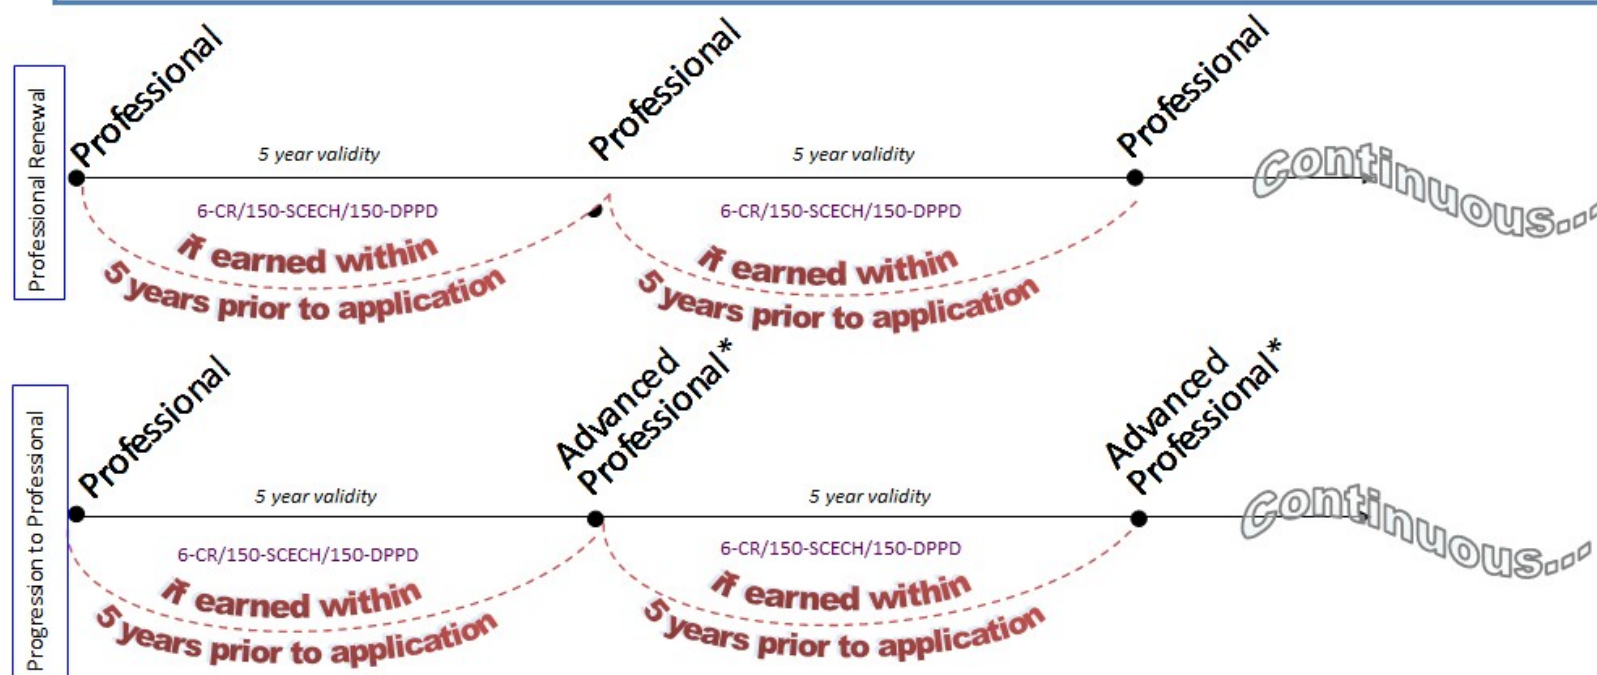 Professional Renewal
Professional
Professional
Professional
5 year validity
5 year validity
Continuous...
6-CR/150-SCECH/150-DPPD
6-CR/150-SCECH/150-DPPD
if earned within
5 years prior to application
if earned within
5 years prior to application
Progression to Professional
Professional
Advanced
Professional*
Advanced
Professional*
5 year validity
5 year validity
Continuous...
6-CR/150-SCECH/150-DPPD
6-CR/150-SCECH/150-DPPD
if earned within
5 years prior to application
if earned within
5 years prior to application